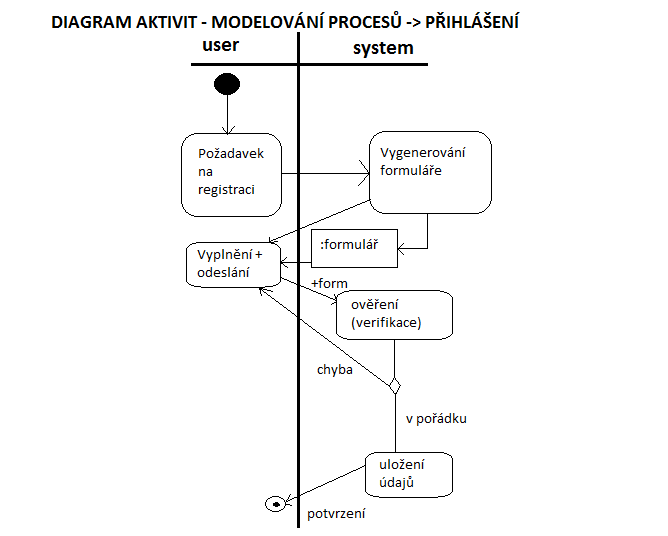 DIAGRAM AKTIVIT - MODELOVÁNÍ PROCESŮ -> PŘIHLÁŠENÍ
user
system
Požadavek
na
registraci
Vygenerování
formuláře
:formulář
Vyplnění +
odeslání
+form
ověření
(verifikace)
chyba
v pořádku
uložení
údajů
potvrzení